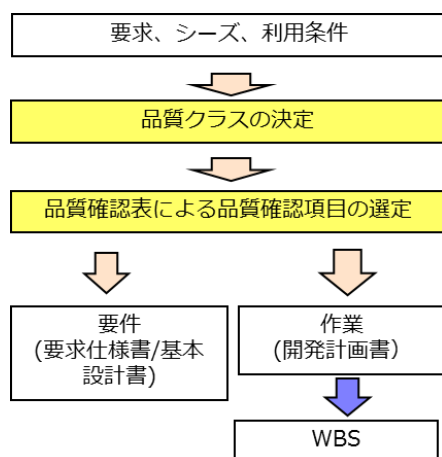 要求、シーズ、利用条件
品質クラスの決定
品質確認表による品質確認項目の選定
要件
(要求仕様書/基本
設計書)
作業
(開発計画書）
WBS